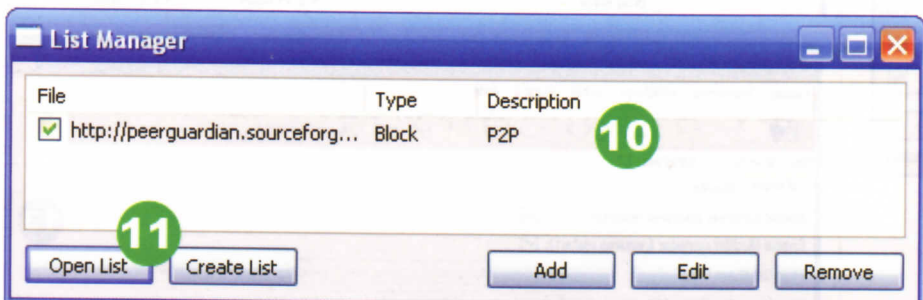 List Manager
File Type Description
http://peerguardian.sourceforg... Block P2P
10
11
Open List Create List Add Edit Remove